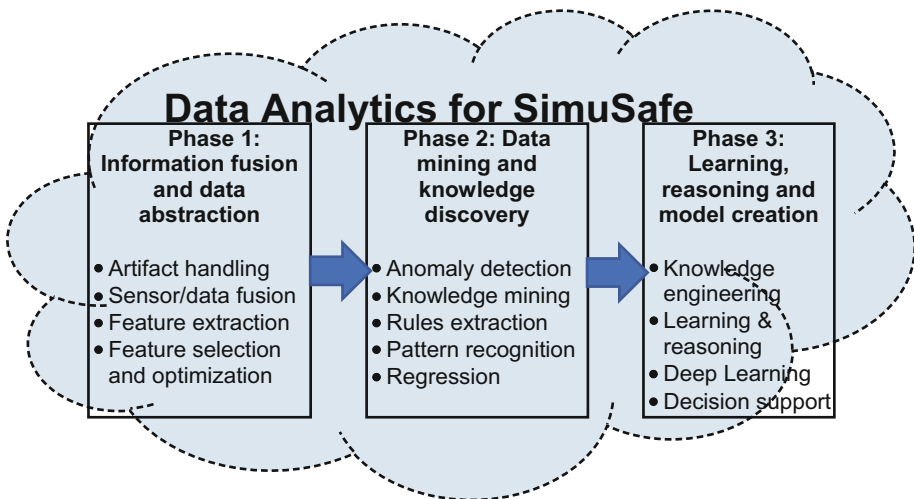 Data Analytics for SimuSafe
Phase 1:
Information fusion
and data
abstraction
• Artifact handling
• Sensor/data fusion
• Feature extraction
• Feature selection
and optimization
Phase 2: Data
mining and
knowledge
discovery
• Anomaly detection
• Knowledge mining
• Rules extraction
• Pattern recognition
• Regression
Phase 3:
Learning,
reasoning and
model creation
• Knowledge
engineering
• Learning &
reasoning
• Deep Learning
• Decision support